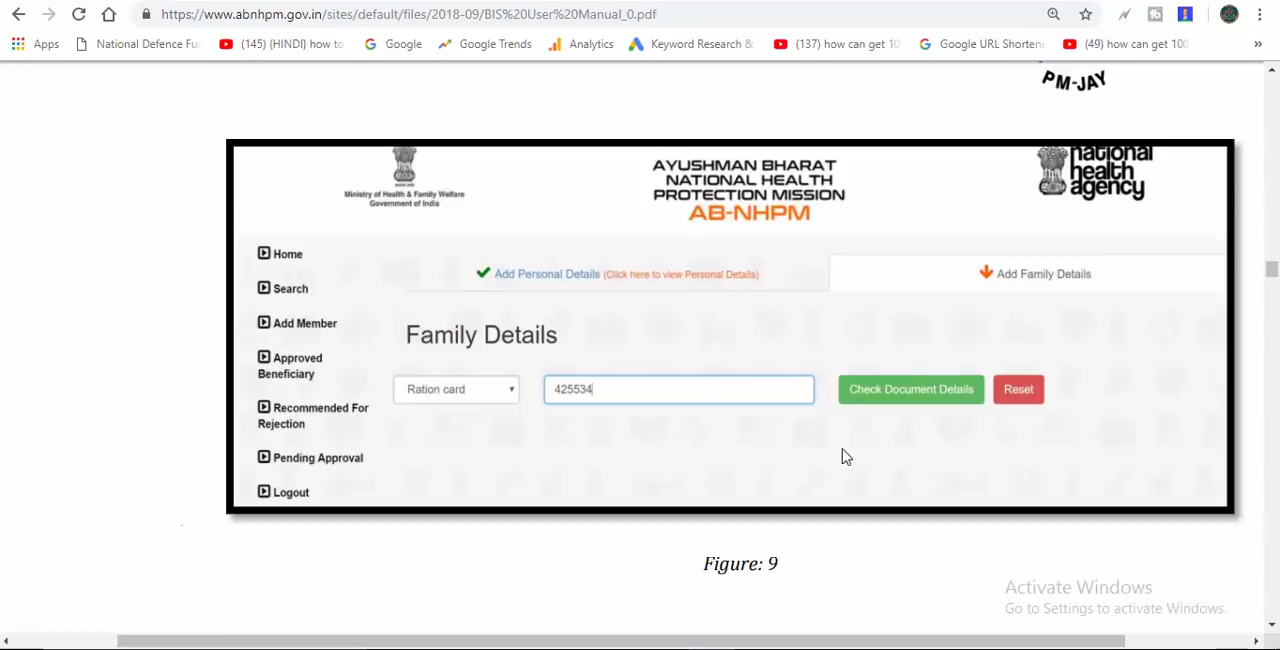 https://www.abnhpm.gov.in/sites/default/files/2018-09/BIS%20User%20Manual_0.pdf
Apps National Defence Fu (145) (HINDI) how to Google Google Trends Analytics Keyword Research & (137) how can get 10 Google URL Shortene (49) how can get 100 »
PM-JAY
Ministry of Health & Family Welfare
Government of India
AYUSHMAN BHARAT
NATIONAL HEALTH
PROTECTION MISSION
AB-NHPM
national
health
agency
Home
Search
Add Member
Approved
Beneficiary
Recommended For
Rejection
Pending Approval
Logout
Add Personal Details (Click here to view Personal Details)
Add Family Details
Family Details
Ration card
425534
Check Document Details
Reset
Figure: 9
Activate Windows
Go to Settings to activate Windows.